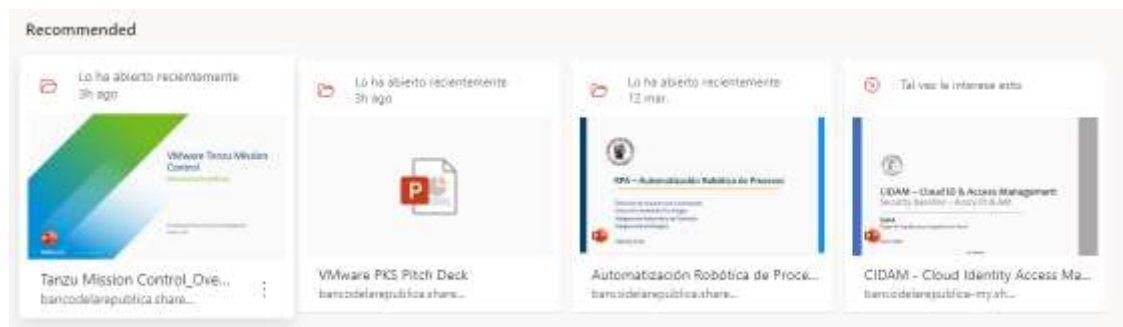 Recommended
Lo ha abierto recientemente
3h ago
VMware Tanzu Mission
Control
Tanzu Mission Control_Ove...
bancodelarepublica.share...
Lo ha abierto recientemente
3h ago
VMware PKS Pitch Deck
bancodelarepublica.share...
Lo ha abierto recientemente
12 mar.
RPA – Automatización Robótica de Procesos
Automatización Robótica de Proce...
bancodelarepublica.share...
Tal vez le interese esto
CIDAM – Cloud ID & Access Management
CIDAM - Cloud Identity Access Ma...
bancodelarepublica-my.sh...